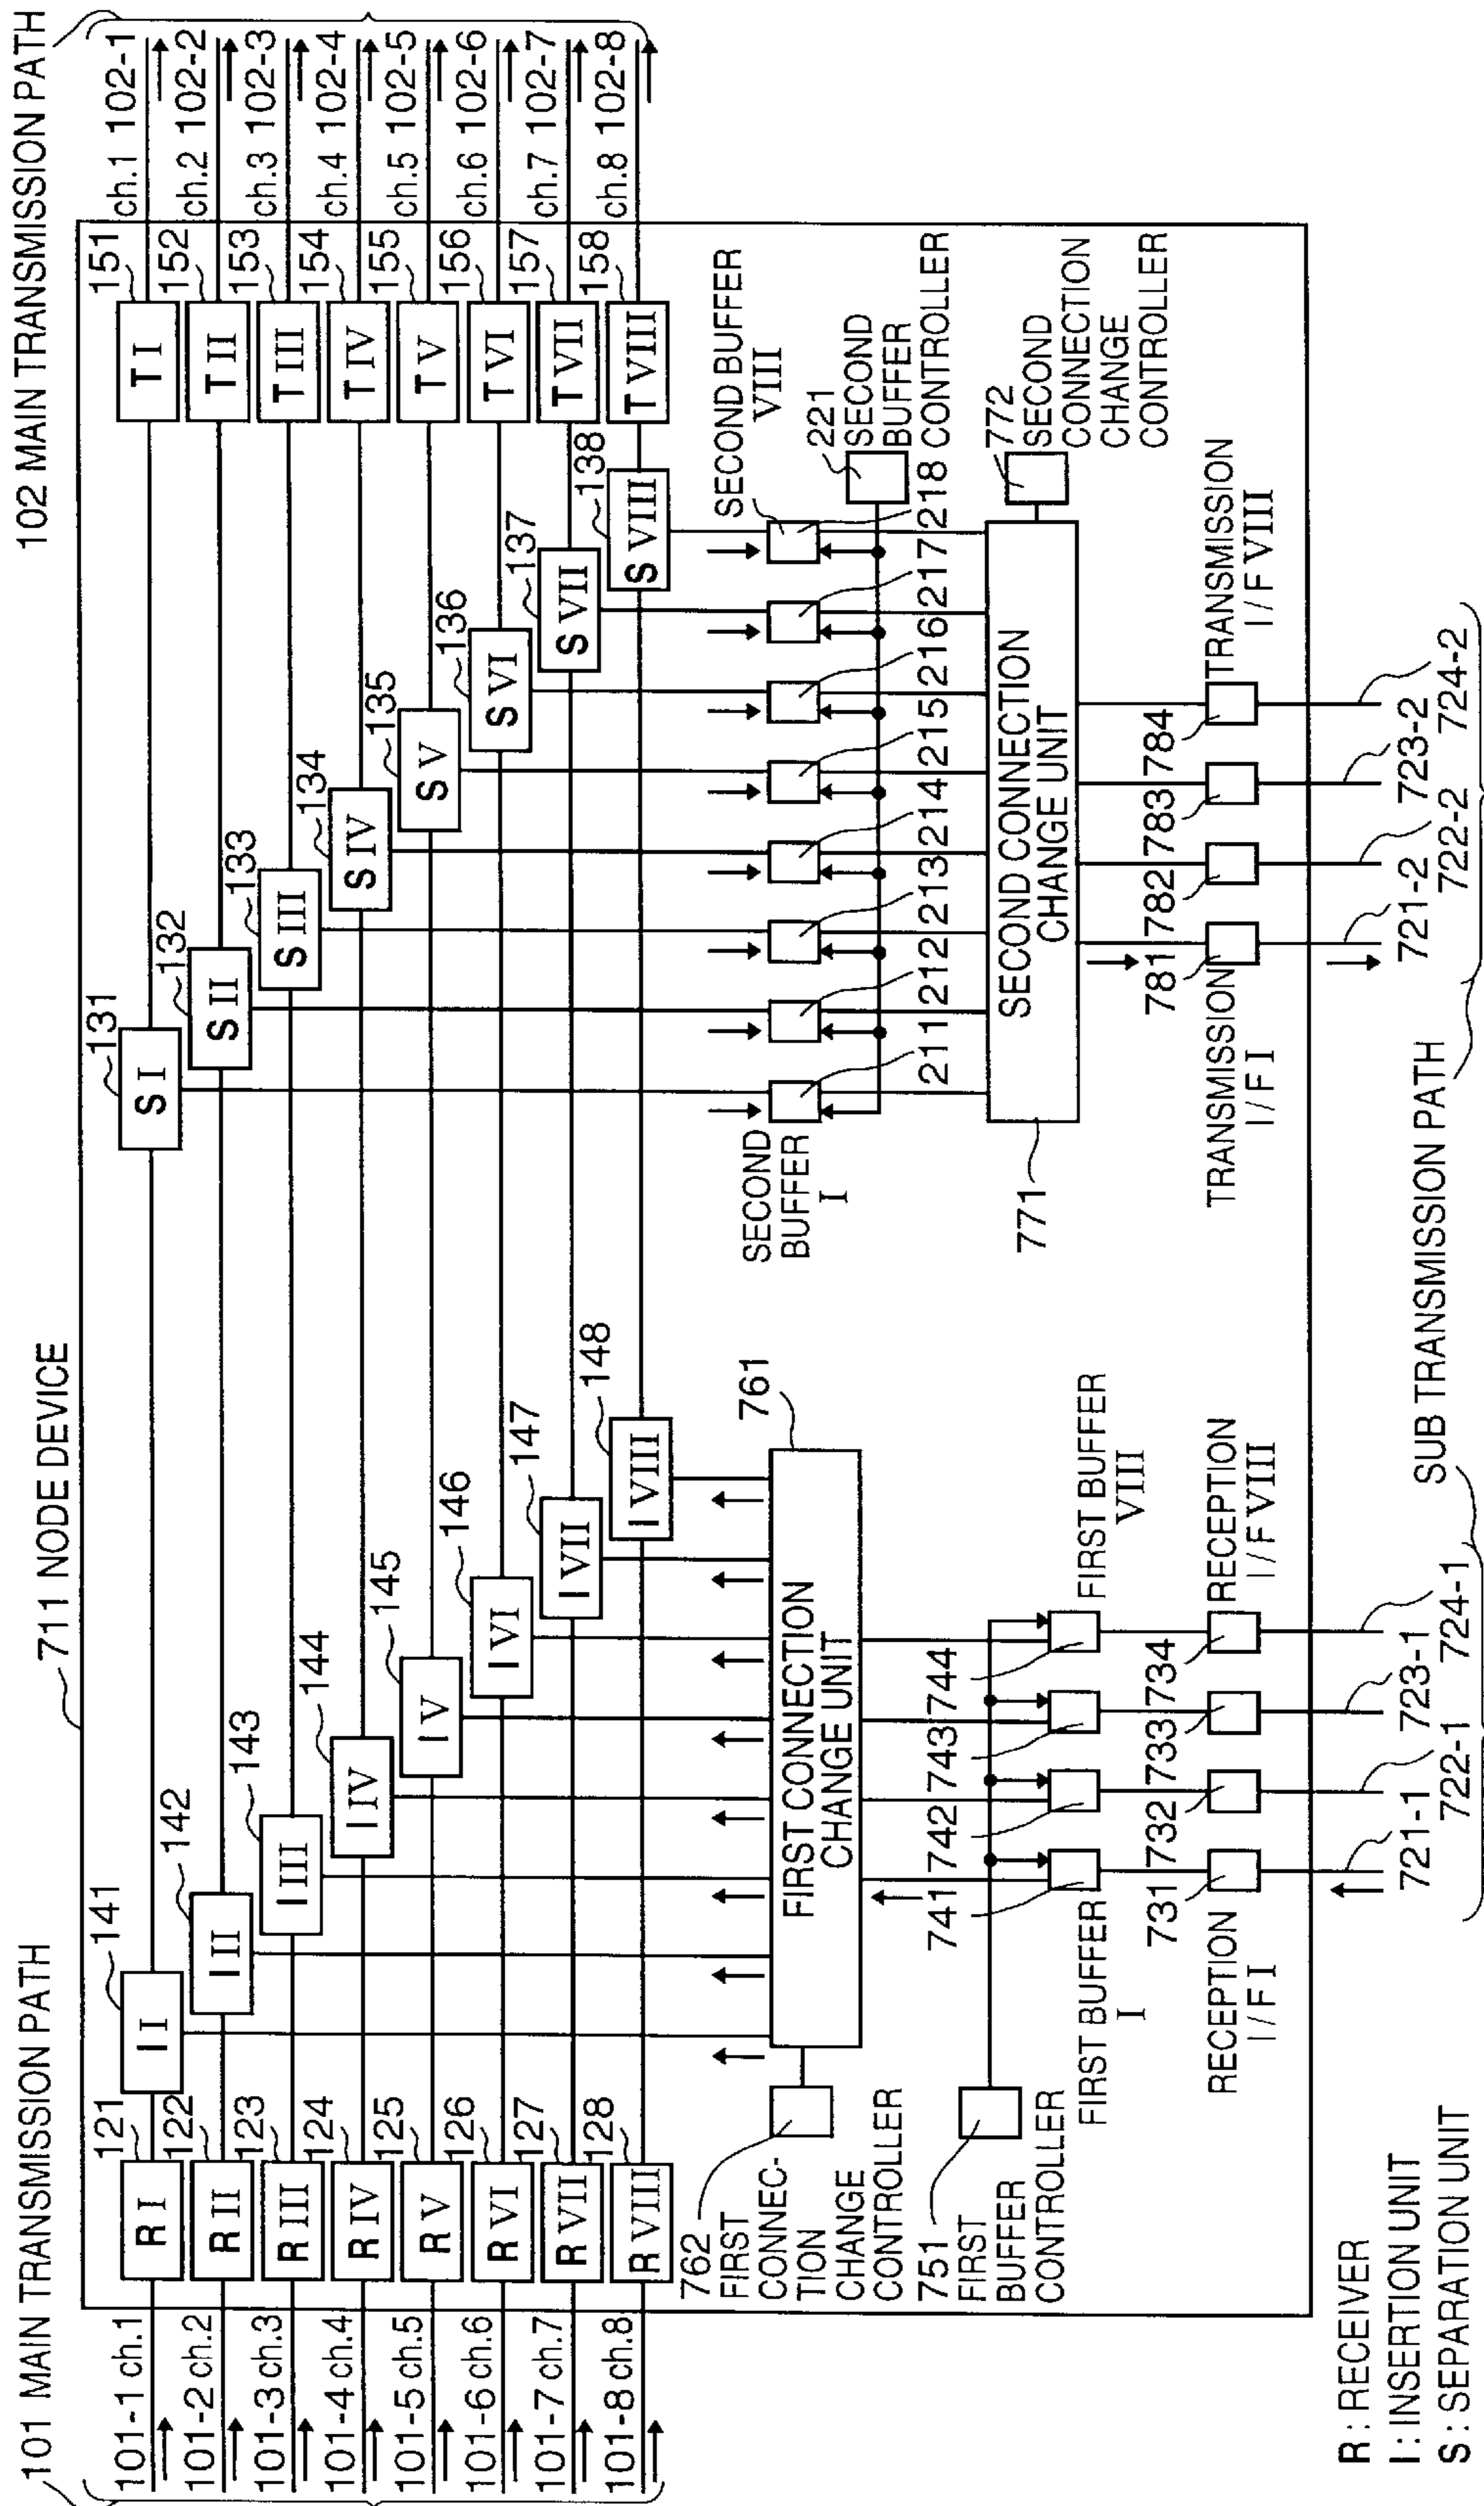 101 MAIN TRANSMISSION PATH
711 NODE DEVICE
102 MAIN TRANSMISSION PATH
101-1 ch.1
101-2 ch.2
101-3 ch.3
101-4 ch.4
101-5 ch.5
101-6 ch.6
101-7 ch.7
101-8 ch.8
121
R I
122
R II
123
R III
124
R IV
125
R V
126
R VI
127
R VII
128
R VIII
141
I I
142
I II
143
I III
144
I IV
145
I V
146
I VI
147
I VII
148
I VIII
131
S I
132
S II
133
S III
134
S IV
135
S V
136
S VI
137
S VII
138
S VIII
151
T I
152
T II
153
T III
154
T IV
155
T V
156
T VI
157
T VII
158
T VIII
ch.1 102-1
ch.2 102-2
ch.3 102-3
ch.4 102-4
ch.5 102-5
ch.6 102-6
ch.7 102-7
ch.8 102-8
762
FIRST
CONNEC-
TION
CHANGE
CONTROLLER
761
FIRST CONNECTION
CHANGE UNIT
751
FIRST
BUFFER
CONTROLLER
741 742 743 744
FIRST BUFFER
I
FIRST BUFFER
VIII
731 732 733 734
RECEPTION
I/F I
RECEPTION
I/F VIII
721-1 723-1
722-1 724-1
SECOND
BUFFER
I
SECOND BUFFER
VIII
221
SECOND
BUFFER
CONTROLLER
211 212 213 214 215 216 217 218
771
SECOND CONNECTION
CHANGE UNIT
772
SECOND
CONNECTION
CHANGE
CONTROLLER
781 782 783 784
TRANSMISSION
I/F I
TRANSMISSION
I/F VIII
721-2 723-2
722-2 724-2
SUB TRANSMISSION PATH
R : RECEIVER
I : INSERTION UNIT
S : SEPARATION UNIT